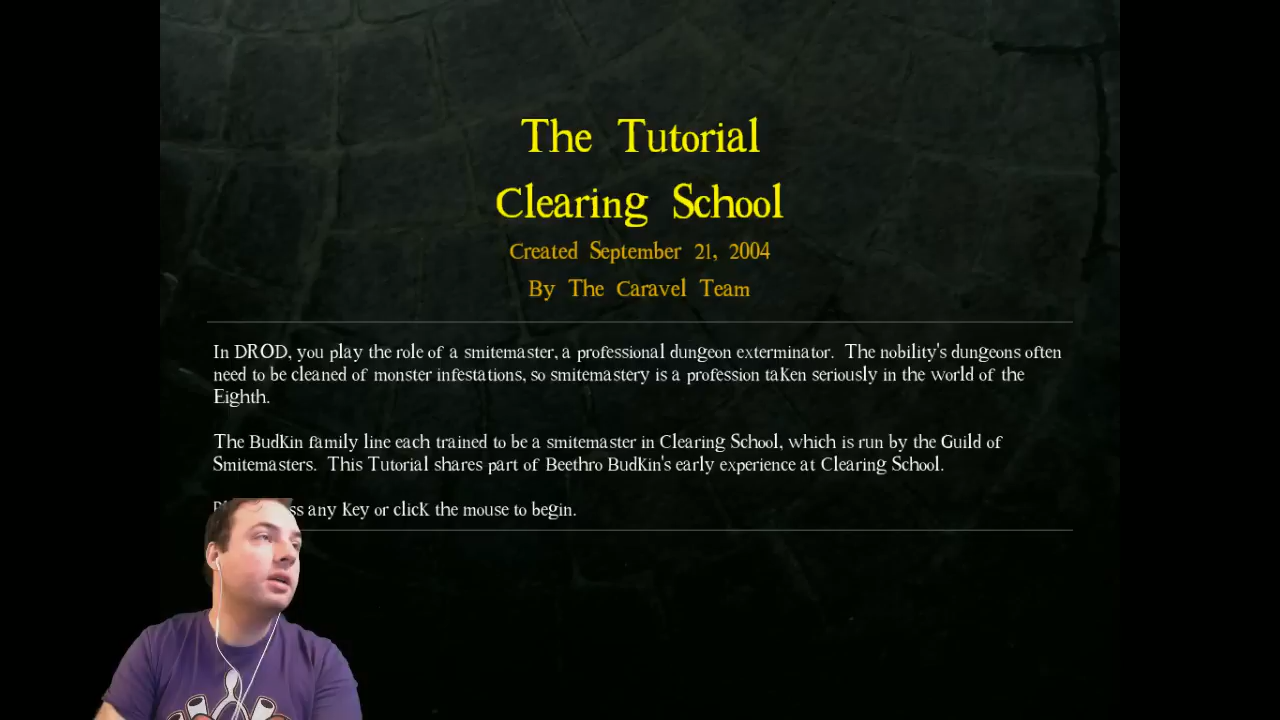 The Tutorial
Clearing School
Created September 21, 2004
By The Caravel Team
In DROD, you play the role of a smitemaster, a professional dungeon exterminator. The nobility's dungeons often
need to be cleaned of monster infestations, so smitemastery is a profession taken seriously in the world of the
Eighth.
The Budkin family line each trained to be a smitemaster in Clearing School, which is run by the Guild of
Smitemasters. This Tutorial shares part of Beethro Budkin's early experience at Clearing School.
any key or click the mouse to begin.